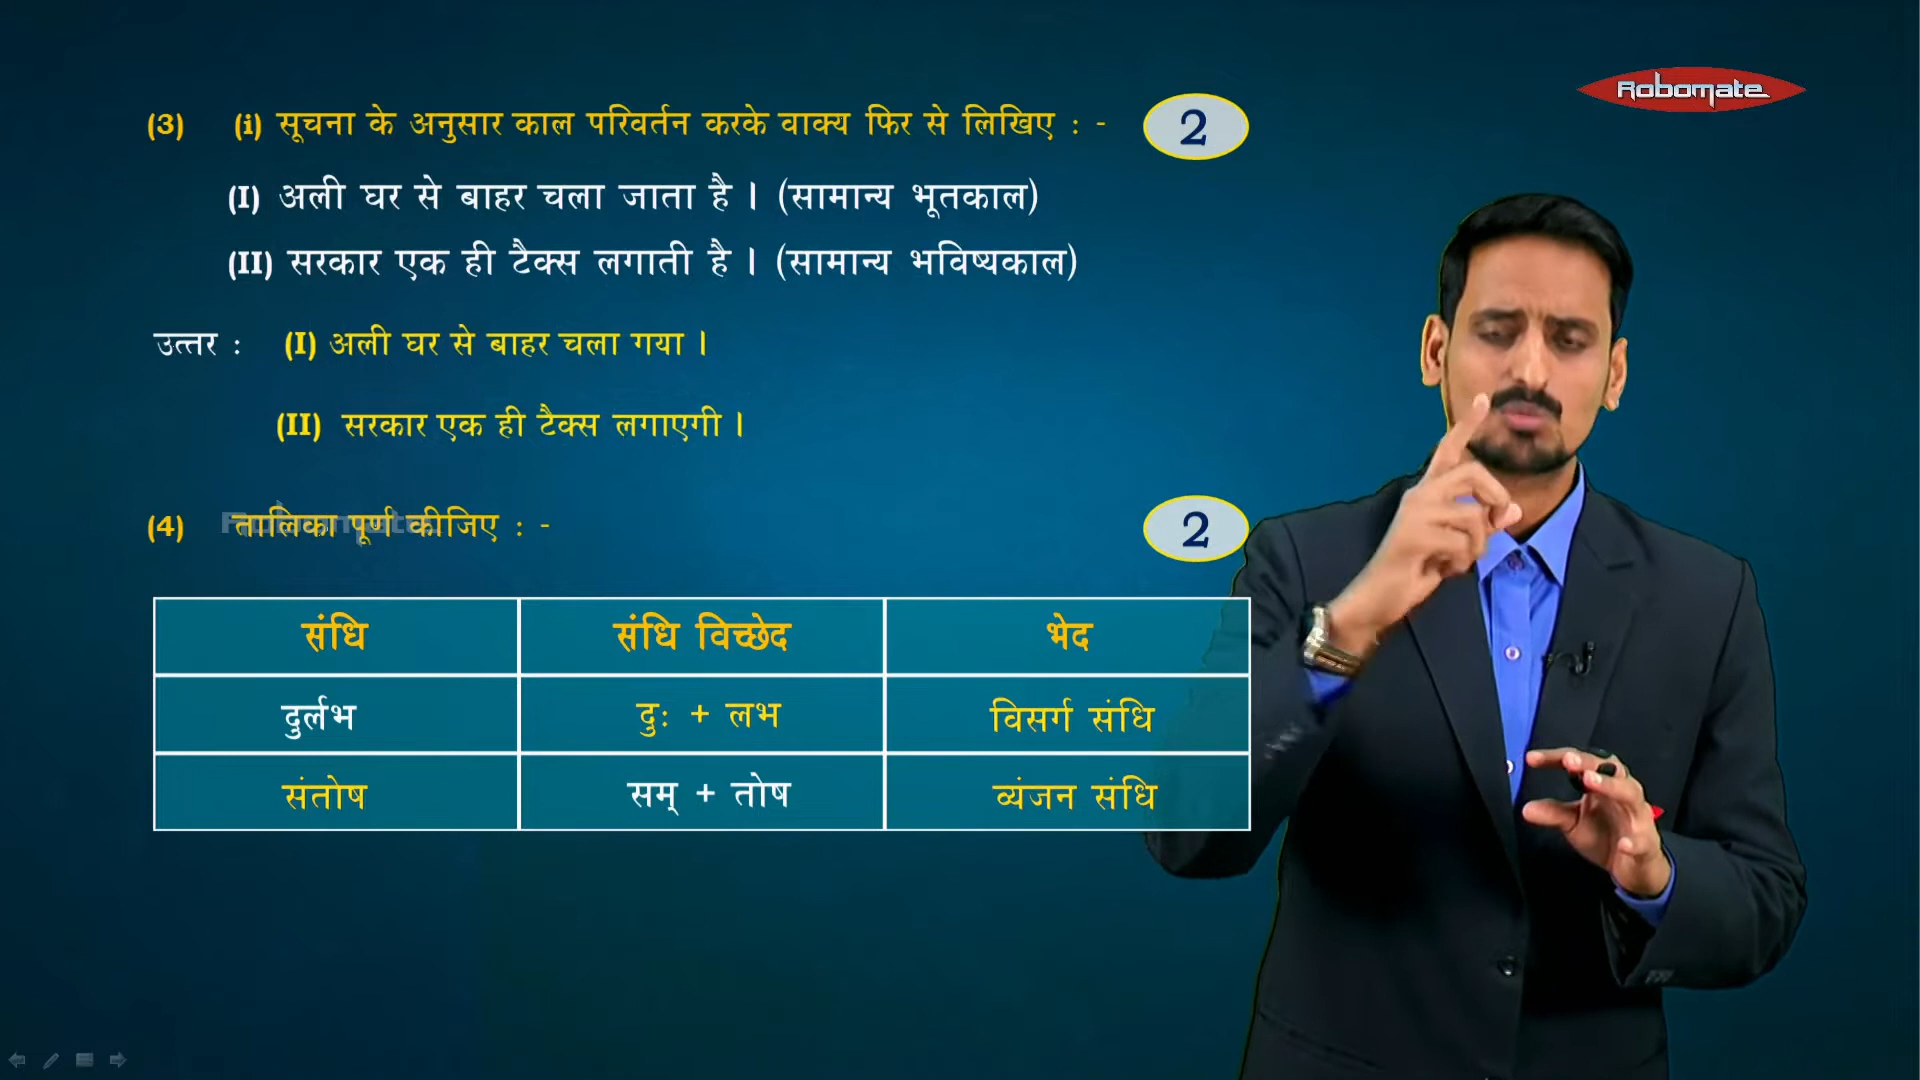 Robomate
(3) (i) सूचना के अनुसार काल परिवर्तन करके वाक्य फिर से लिखिए : - 2
(I) अली घर से बाहर चला जाता है । (सामान्य भूतकाल)
(II) सरकार एक ही टैक्स लगाती है । (सामान्य भविष्यकाल)
उत्तर : (I) अली घर से बाहर चला गया ।
(II) सरकार एक ही टैक्स लगाएगी ।
(4) तालिका पूर्ण कीजिए : - 2
संधि संधि विच्छेद भेद
दुर्लभ दुः + लभ विसर्ग संधि
संतोष सम् + तोष व्यंजन संधि